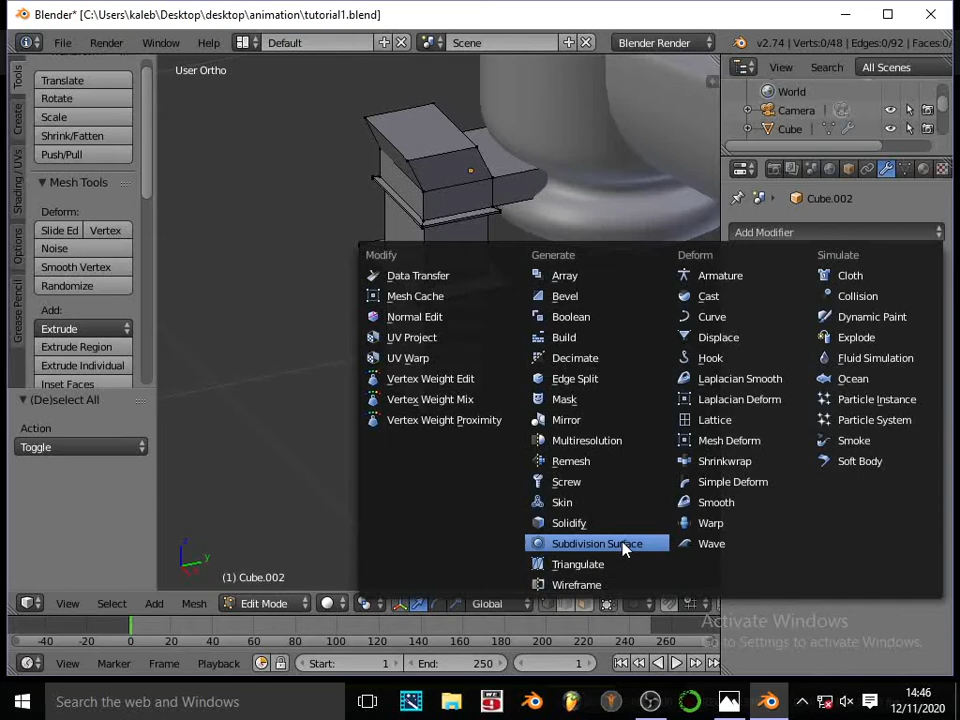 Blender* [C:\Users\kaleb\Desktop\desktop\animation\tutorial1.blend]
File Render Window Help Default Scene Blender Render v2.74 | Verts:0/48 | Edges:0/92 | Faces:0/
Tools
Create
Shading / UVs
Options
Grease Pencil
Translate
Rotate
Scale
Shrink/Fatten
Push/Pull
Mesh Tools
Deform:
Slide Ed Vertex
Noise
Smooth Vertex
Randomize
Add:
Extrude
Extrude Region
Extrude Individual
Inset Faces
(De)select All
Action
Toggle
User Ortho
View Search All Scenes
World
Camera
Cube
Cube.002
Add Modifier
Modify
Data Transfer
Mesh Cache
Normal Edit
UV Project
UV Warp
Vertex Weight Edit
Vertex Weight Mix
Vertex Weight Proximity
Generate
Array
Bevel
Boolean
Build
Decimate
Edge Split
Mask
Mirror
Multiresolution
Remesh
Screw
Skin
Solidify
Subdivision Surface
Triangulate
Wireframe
Deform
Armature
Cast
Curve
Displace
Hook
Laplacian Smooth
Laplacian Deform
Lattice
Mesh Deform
Shrinkwrap
Simple Deform
Smooth
Warp
Wave
Simulate
Cloth
Collision
Dynamic Paint
Explode
Fluid Simulation
Ocean
Particle Instance
Particle System
Smoke
Soft Body
z
y
(1) Cube.002
View Select Add Mesh Edit Mode Global
Activate Windows
Go to Settings to activate Windows.
-40 -20 0 20 40 60 80 100 120 140 160 180 200 220 240 260
View Marker Frame Playback Start: 1 End: 250 1
Search the web and Windows
14:46
12/11/2020